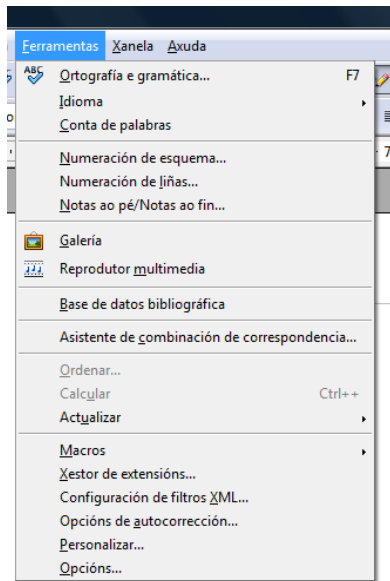 Ferramentas Xanela Axuda
ABC Ortografía e gramática... F7
Idioma
Conta de palabras
7
Numeración de esquema...
Numeración de liñas...
Notas ao pé/Notas ao fin...
Galería
Reprodutor multimedia
Base de datos bibliográfica
Asistente de combinación de correspondencia...
Ordenar...
Calcular Ctrl++
Actualizar
Macros
Xestor de extensións...
Configuración de filtros XML...
Opcións de autocorrección...
Personalizar...
Opcións...